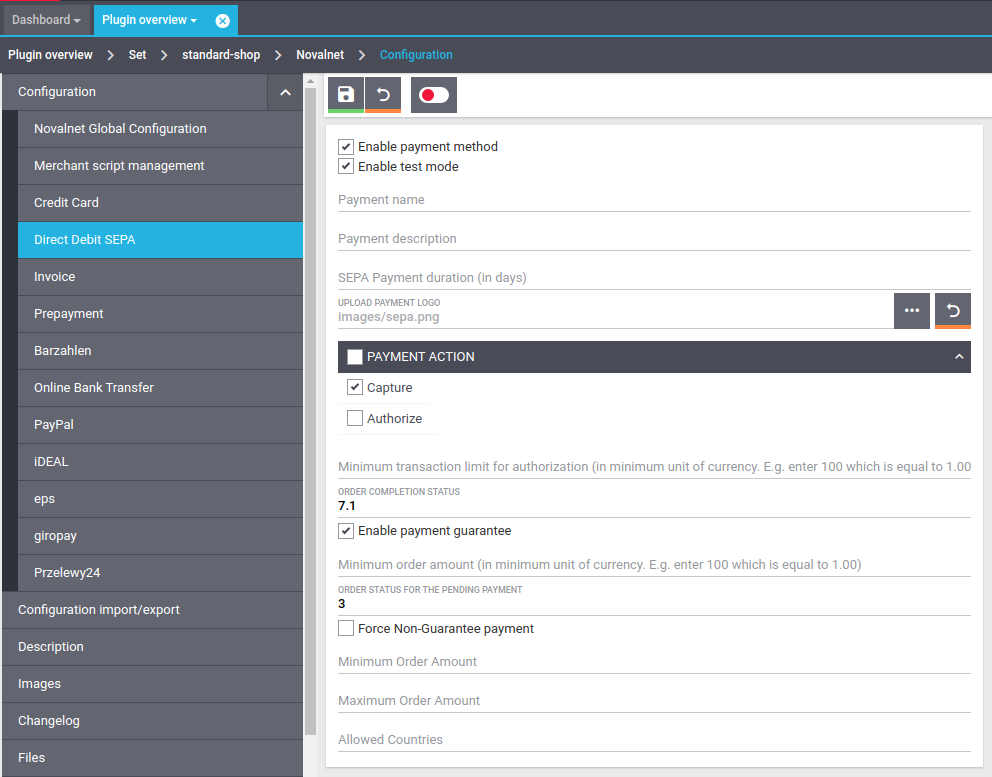 Dashboard
Plugin overview
Plugin overview > Set > standard-shop > Novalnet > Configuration
Configuration
Novalnet Global Configuration
Merchant script management
Credit Card
Direct Debit SEPA
Invoice
Prepayment
Barzahlen
Online Bank Transfer
PayPal
iDEAL
eps
giropay
Przelewy24
Configuration import/export
Description
Images
Changelog
Files
Enable payment method
Enable test mode
Payment name
Payment description
SEPA Payment duration (in days)
UPLOAD PAYMENT LOGO
images/sepa.png
PAYMENT ACTION
Capture
Authorize
Minimum transaction limit for authorization (in minimum unit of currency. E.g. enter 100 which is equal to 1.00
ORDER COMPLETION STATUS
7.1
Enable payment guarantee
Minimum order amount (in minimum unit of currency. E.g. enter 100 which is equal to 1.00)
ORDER STATUS FOR THE PENDING PAYMENT
3
Force Non-Guarantee payment
Minimum Order Amount
Maximum Order Amount
Allowed Countries